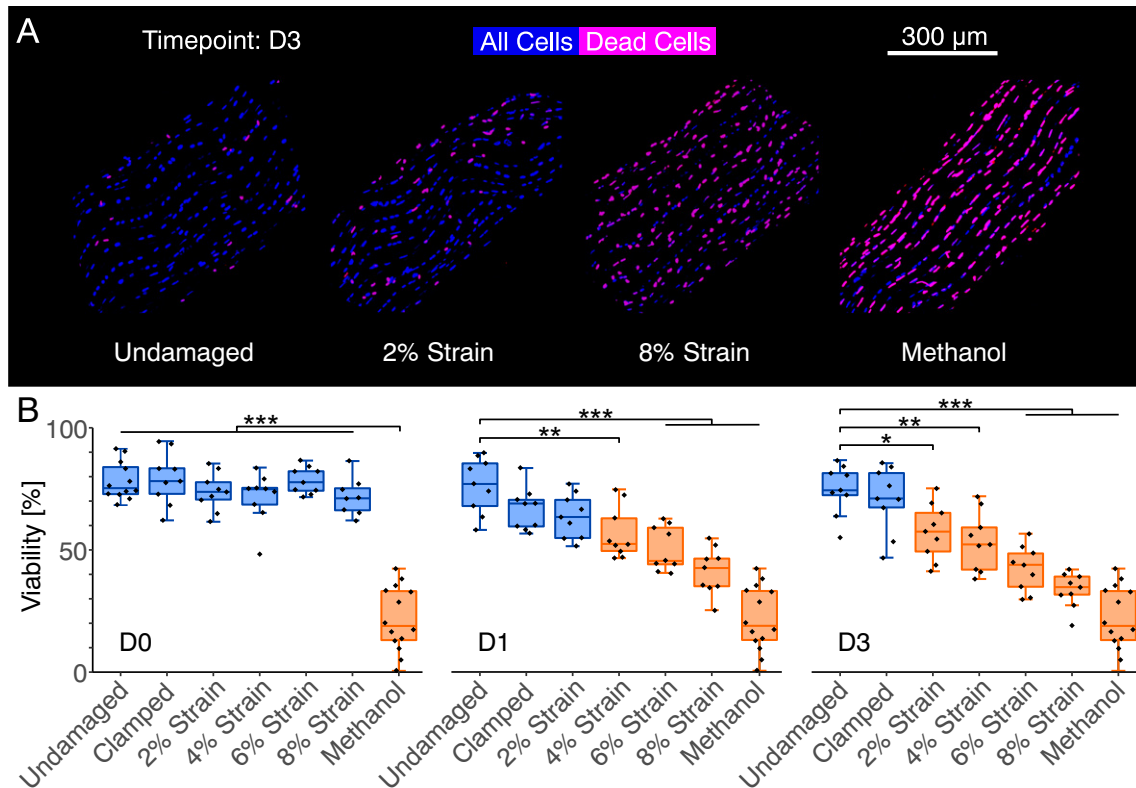 A
Timepoint: D3
All Cells Dead Cells
300 µm
Undamaged
2% Strain
8% Strain
Methanol
B
Viability [%]
100
50
0
***
D0
Undamaged
Clamped
2% Strain
4% Strain
6% Strain
8% Strain
Methanol
***
**
D1
Undamaged
Clamped
2% Strain
4% Strain
6% Strain
8% Strain
Methanol
***
**
*
D3
Undamaged
Clamped
2% Strain
4% Strain
6% Strain
8% Strain
Methanol